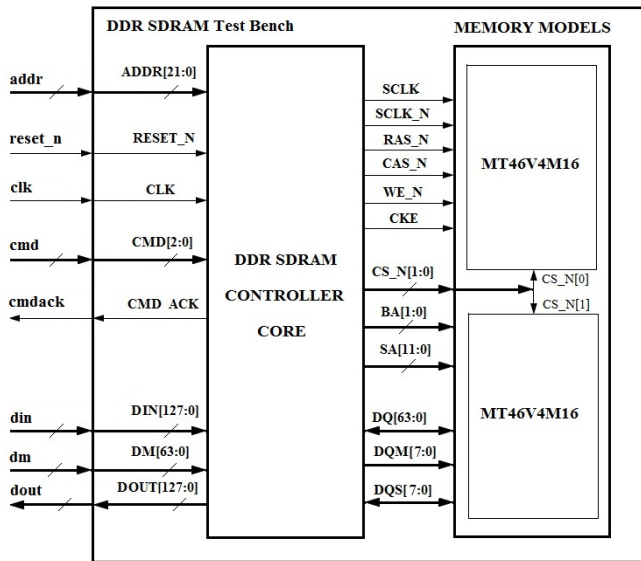 DDR SDRAM Test Bench
MEMORY MODELS
addr
ADDR[21:0]
reset_n
RESET_N
clk
CLK
cmd
CMD[2:0]
cmdack
CMD_ACK
din
DIN[127:0]
dm
DM[63:0]
dout
DOUT[127:0]
DDR SDRAM
CONTROLLER
CORE
SCLK
SCLK_N
RAS_N
CAS_N
WE_N
CKE
CS_N[1:0]
BA[1:0]
SA[11:0]
DQ[63:0]
DQM[7:0]
DQS[7:0]
MT46V4M16
CS_N[0]
CS_N[1]
MT46V4M16